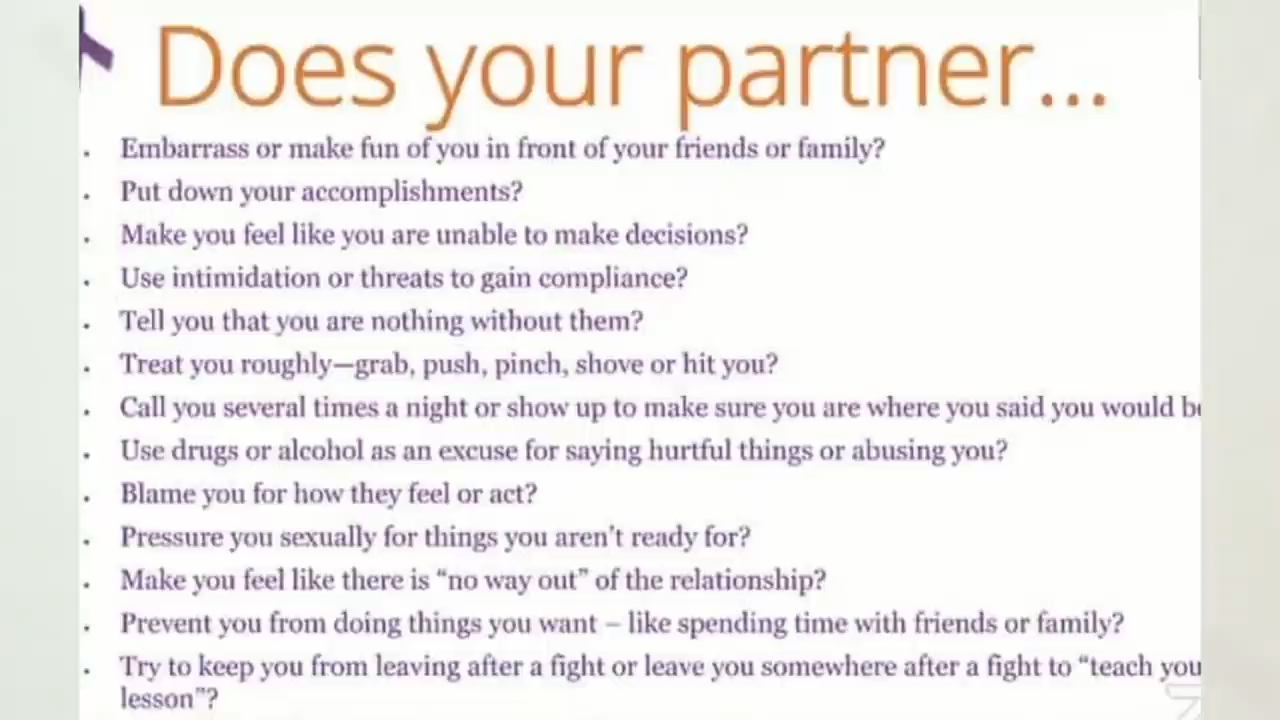 Does your partner...
. Embarrass or make fun of you in front of your friends or family?
. Put down your accomplishments?
. Make you feel like you are unable to make decisions?
. Use intimidation or threats to gain compliance?
. Tell you that you are nothing without them?
. Treat you roughly—grab, push, pinch, shove or hit you?
. Call you several times a night or show up to make sure you are where you said you would
. Use drugs or alcohol as an excuse for saying hurtful things or abusing you?
. Blame you for how they feel or act?
. Pressure you sexually for things you aren't ready for?
. Make you feel like there is "no way out" of the relationship?
. Prevent you from doing things you want – like spending time with friends or family?
. Try to keep you from leaving after a fight or leave you somewhere after a fight to "teach you
lesson"?